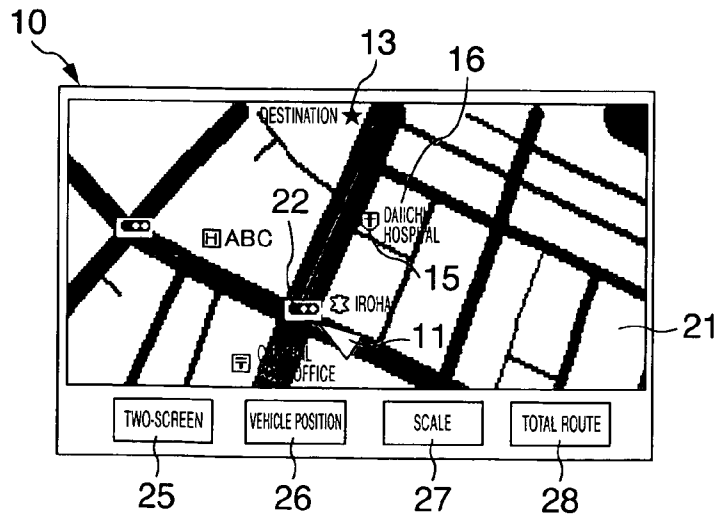 10
13
16
DESTINATION
22
DAIICHI
HOSPITAL
H ABC
15
IROHA
11
21
OFFICE
TWO-SCREEN
VEHICLE POSITION
SCALE
TOTAL ROUTE
25
26
27
28